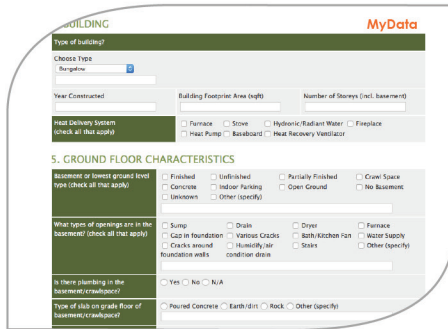 BUILDING
MyData
Type of building?
Choose Type
Bungalow
Year Constructed Building Footprint Area (sqft) Number of Storeys (incl. basement)
Heat Delivery System Furnace Stove Hydronic/Radiant Water Fireplace
(check all that apply) Heat Pump Baseboard Heat Recovery Ventilator
5. GROUND FLOOR CHARACTERISTICS
Basement or lowest ground level Finished Unfinished Partially Finished Crawl Space
type (check all that apply) Concrete Indoor Parking Open Ground No Basement
Unknown Other (specify)
What types of openings are in the Sump Drain Dryer Furnace
basement? (check all that apply) Gap in foundation Various Cracks Bath/Kitchen Fan Water Supply
Cracks around Humidify/air Stairs Other (specify)
foundation walls condition drain
Is there plumbing in the Yes No N/A
basement/crawlspace?
Type of slab on grade floor of Poured Concrete Earth/dirt Rock Other (specify)
basement/crawlspace?